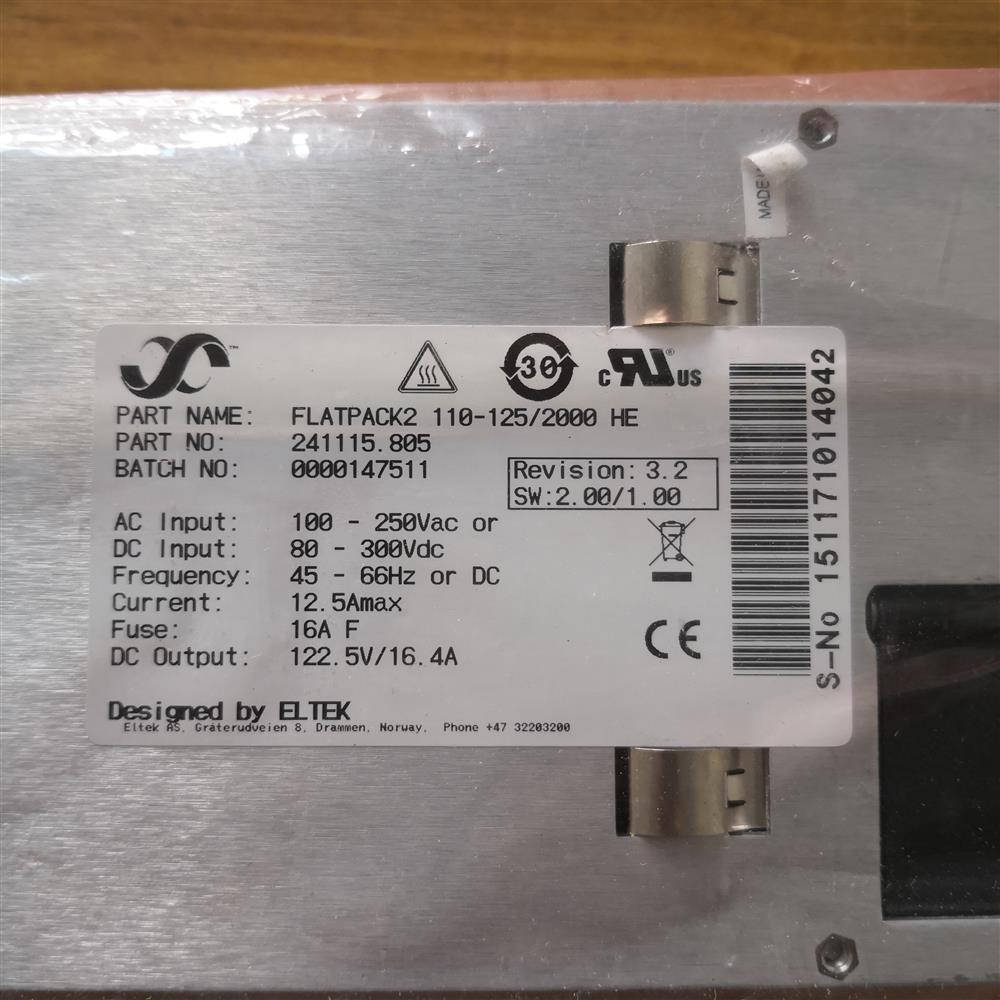 MADE
™
30
c RU ® US
PART NAME: FLATPACK2 110-125/2000 HE
PART NO: 241115.805
BATCH NO: 0000147511
Revision: 3.2
SW:2.00/1.00
AC Input: 100 - 250Vac or
DC Input: 80 - 300Vdc
Frequency: 45 - 66Hz or DC
Current: 12.5Amax
Fuse: 16A F
DC Output: 122.5V/16.4A
CE
Designed by ELTEK
Eltek AS, Gråterudveien 8, Drammen, Norway, Phone +47 32203200
S-No 151171014042